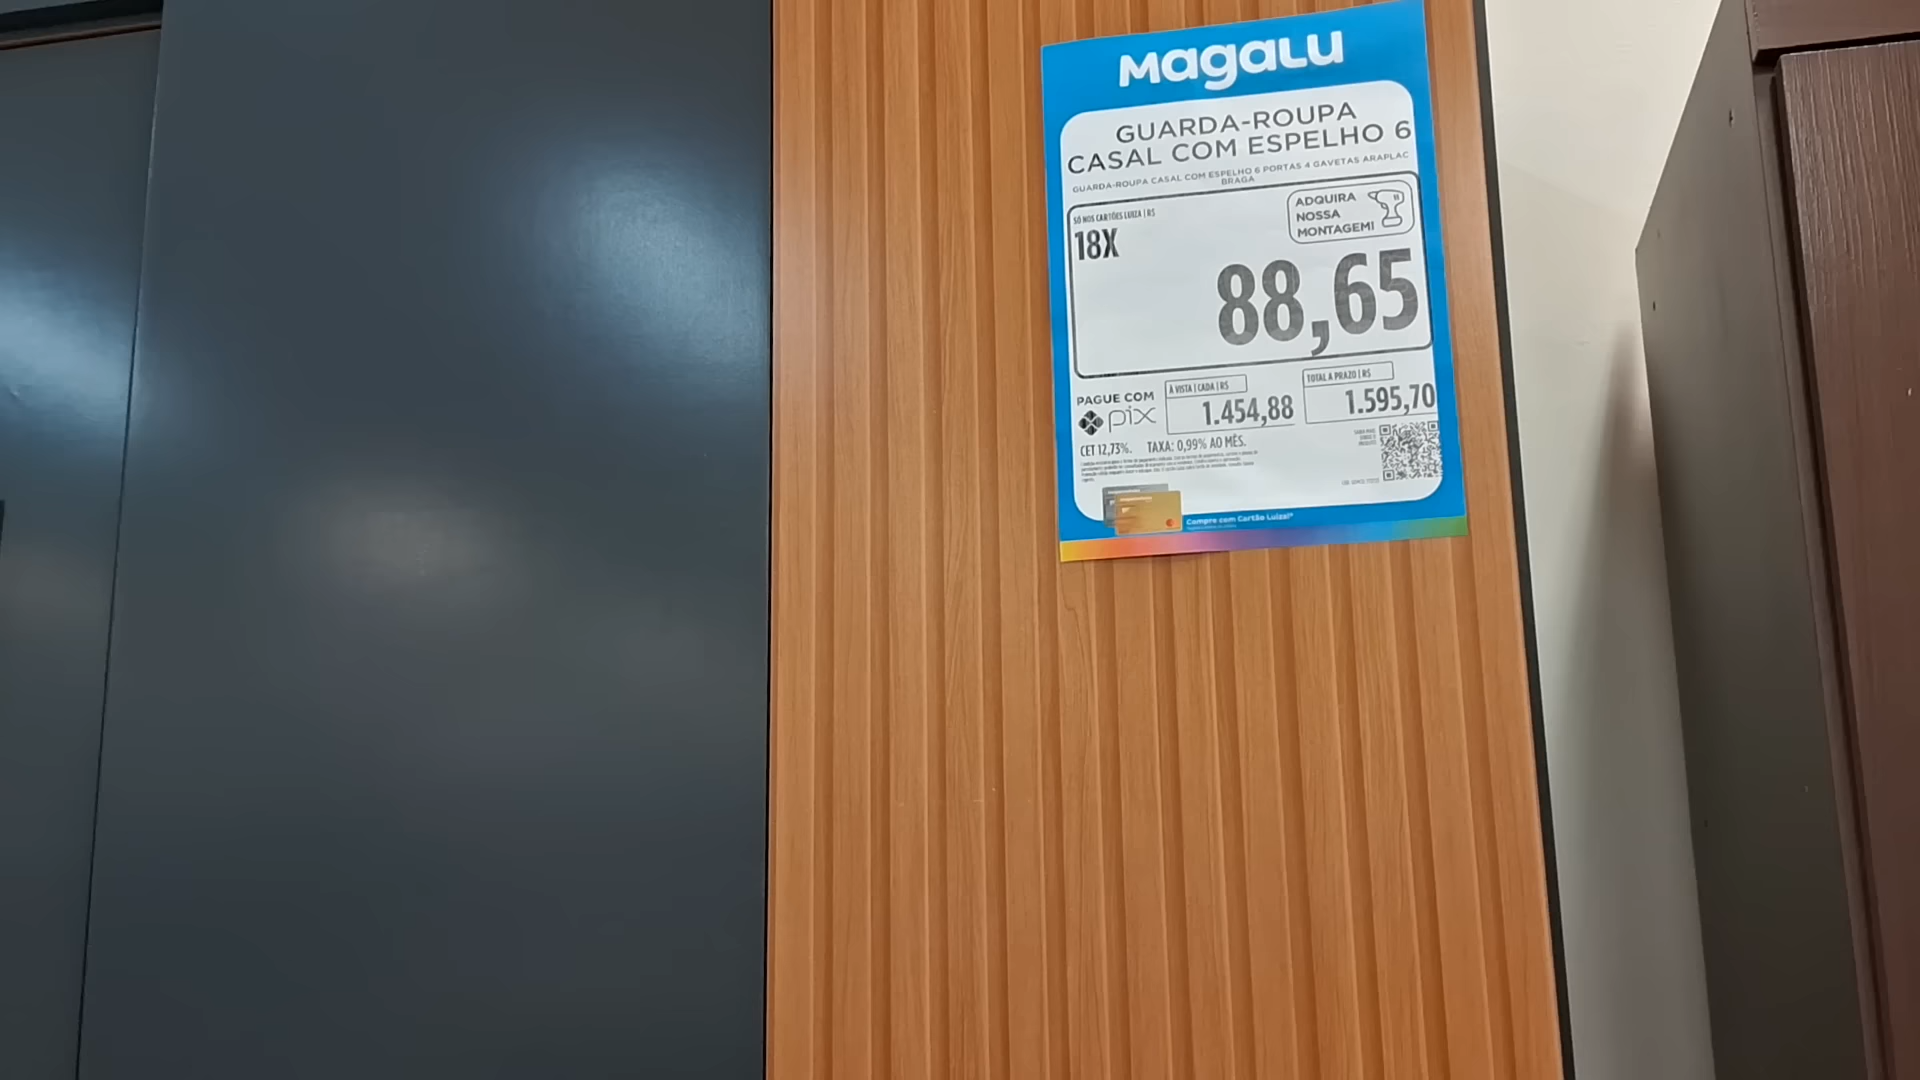 MAGALU
GUARDA-ROUPA
CASAL COM ESPELHO 6
GUARDA-ROUPA CASAL COM ESPELHO 6 PORTAS 4 GAVETAS ARAPLAC
BRAGA
SÓ NOS CARTÕES LUIZA | R$
ADQUIRA
NOSSA
MONTAGEM!
18X
88,65
PAGUE COM
pix
À VISTA | CADA | R$
1.454,88
TOTAL A PRAZO | R$
1.595,70
CET 12,73%. TAXA: 0,99% AO MÊS.
Compre com Cartão Luiza!*